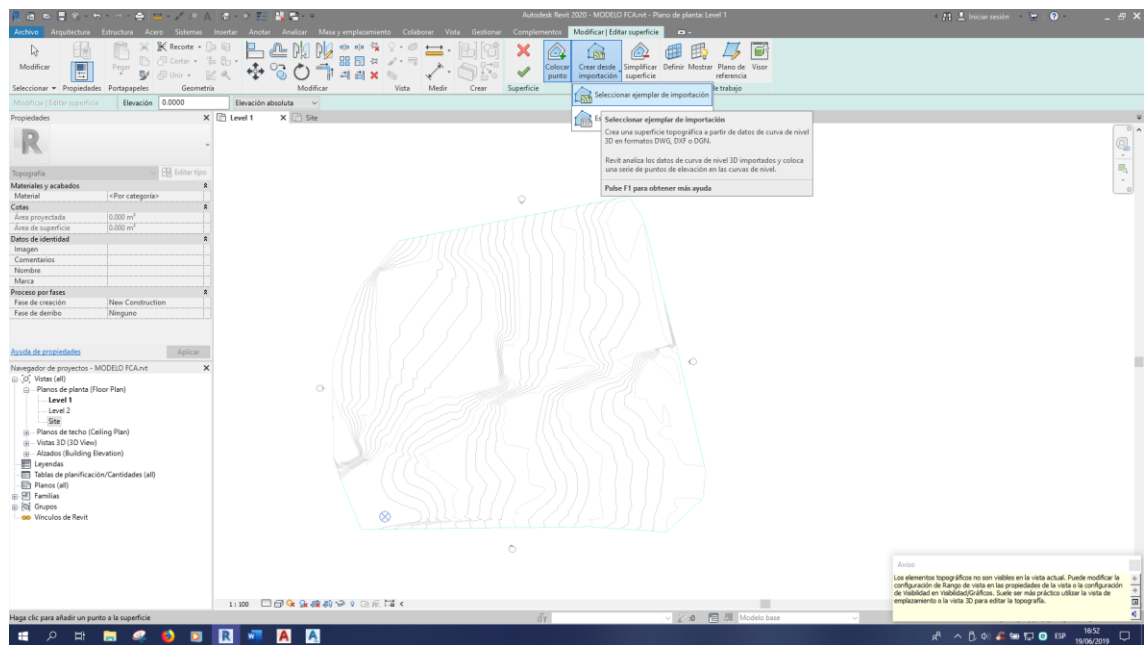 Autodesk Revit 2020 - MODELO FCA.rvt - Plano de planta: Level 1
Iniciar sesión
Archivo Arquitectura Estructura Acero Sistemas Insertar Anotar Analizar Masa y emplazamiento Colaborar Vista Gestionar Complementos Modificar | Editar superficie
Modificar
Pegar
Recorte
Cortar
Unir
Colocar punto
Crear desde importación
Simplificar superficie
Definir Mostrar Plano de referencia Visor
Seleccionar Propiedades Portapapeles Geometría Modificar Vista Medir Crear Superficie
Seleccionar ejemplar de importación
Modificar | Editar superficie Elevación 0.0000 Elevación absoluta
Propiedades
Level 1
Site
Seleccionar ejemplar de importación
Crea una superficie topográfica a partir de datos de curva de nivel
3D en formatos DWG, DXF o DGN.
Revit analiza los datos de curva de nivel 3D importados y coloca
una serie de puntos de elevación en las curvas de nivel.
Pulse F1 para obtener más ayuda
R
Topografía Editar tipo
Materiales y acabados
Material <Por categoría>
Cotas
Área proyectada 0.000 m²
Área de superficie 0.000 m²
Datos de identidad
Imagen
Comentarios
Nombre
Marca
Proceso por fases
Fase de creación New Construction
Fase de derribo Ninguno
Ayuda de propiedades Aplicar
Navegador de proyectos - MODELO FCA.rvt
Vistas (all)
Planos de planta (Floor Plan)
Level 1
Level 2
Site
Planos de techo (Ceiling Plan)
Vistas 3D (3D View)
Alzados (Building Elevation)
Leyendas
Tablas de planificación/Cantidades (all)
Planos (all)
Familias
Grupos
Vínculos de Revit
Aviso
Los elementos topográficos no son visibles en la vista actual. Puede modificar la
configuración de Rango de vista en las propiedades de la vista o la configuración
de Visibilidad en Visibilidad/Gráficos. Suele ser más práctico utilizar la vista de
emplazamiento o la vista 3D para editar la topografía.
1 : 100
Haga clic para añadir un punto a la superficie
:0
Modelo base
ESP
16:52
19/06/2019